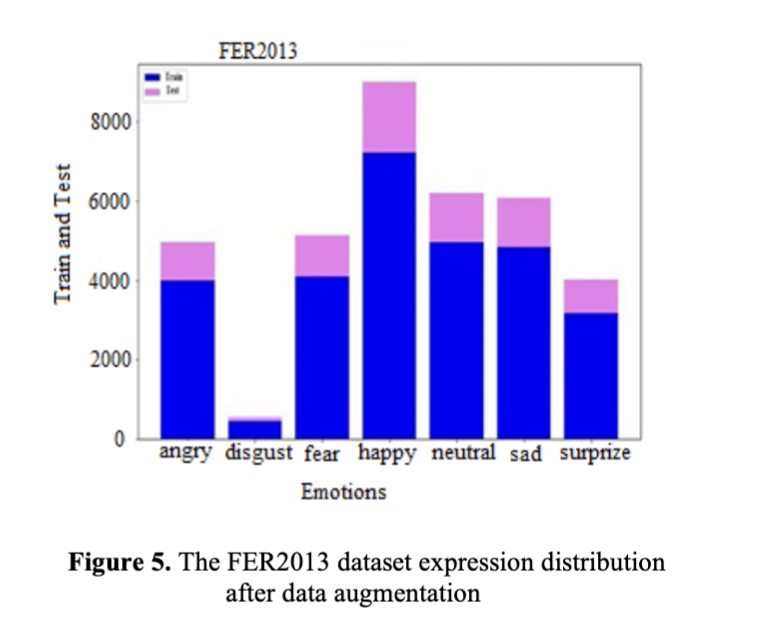 FER2013
Train
Test
8000
6000
4000
2000
0
Train and Test
angry disgust fear happy neutral sad surprize
Emotions
Figure 5. The FER2013 dataset expression distribution
after data augmentation